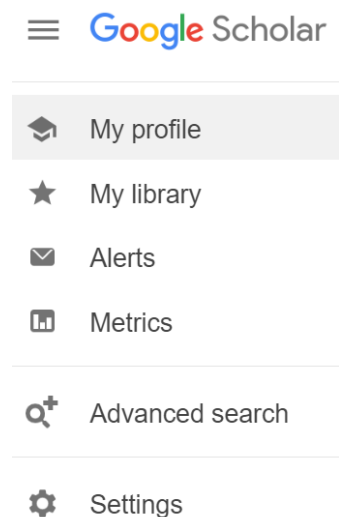 Google Scholar
My profile
My library
Alerts
Metrics
Advanced search
Settings